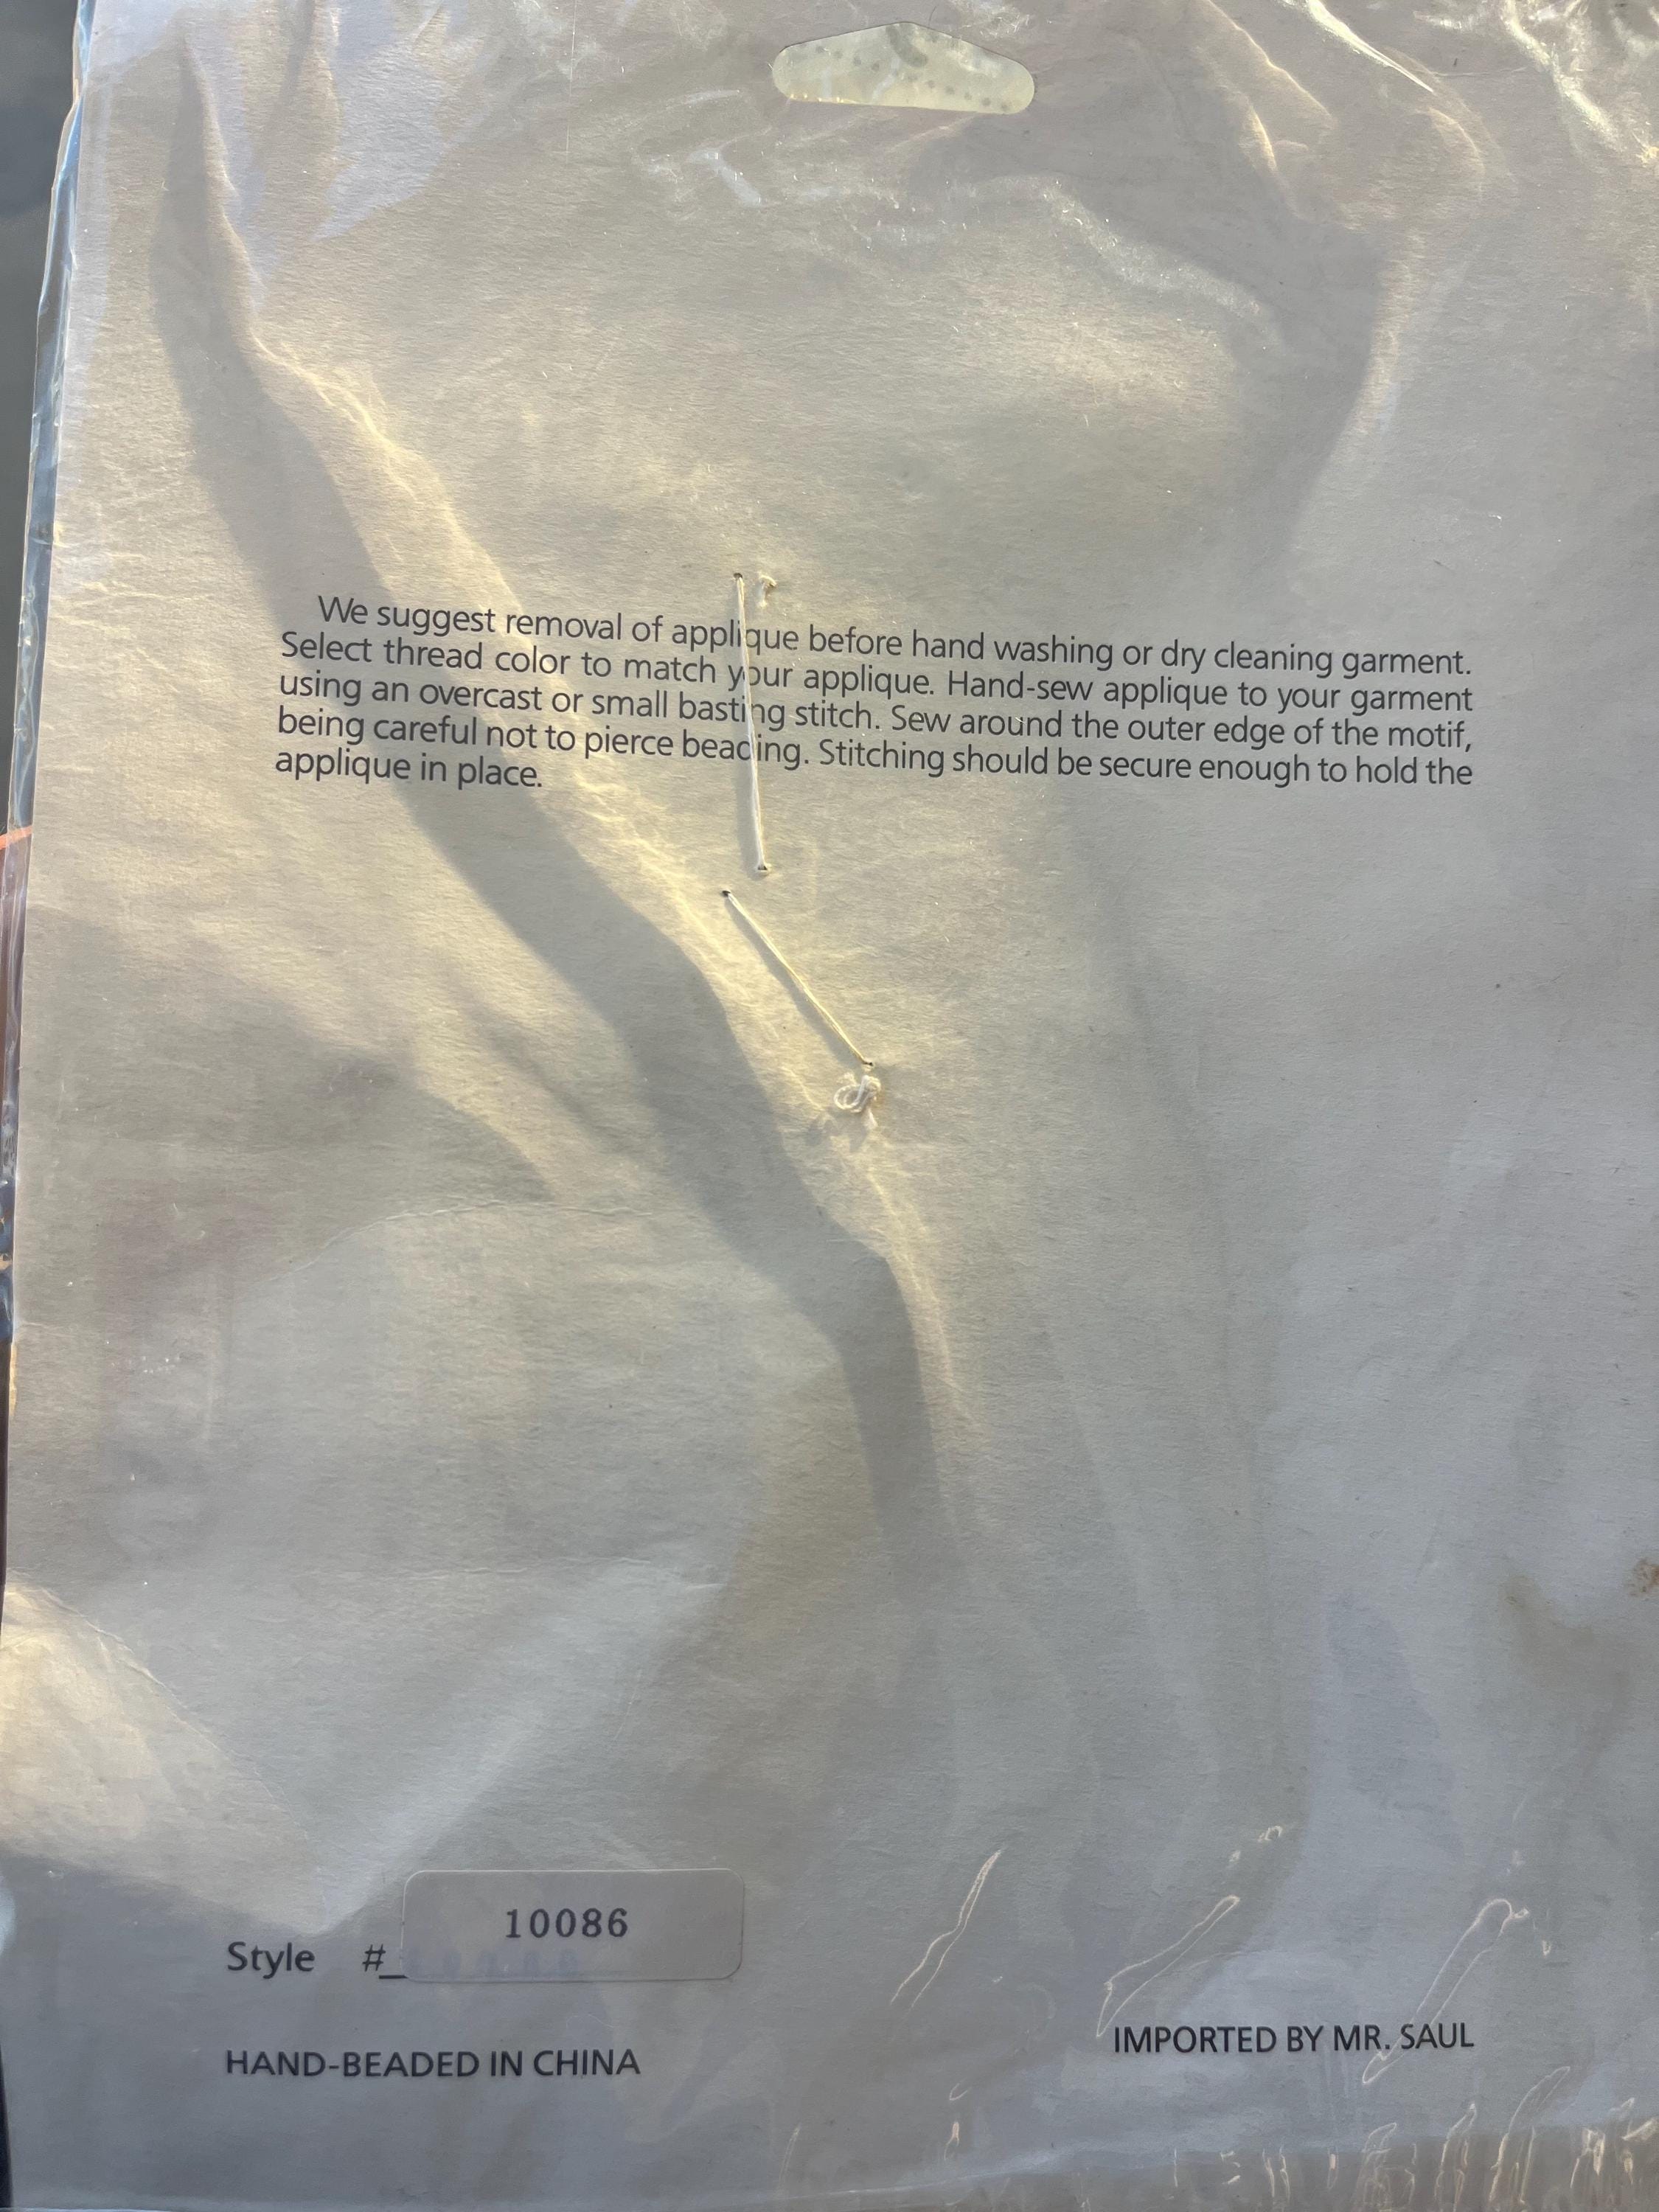 We suggest removal of applique before hand washing or dry cleaning garment.
Select thread color to match your applique. Hand-sew applique to your garment
using an overcast or small basting stitch. Sew around the outer edge of the motif,
being careful not to pierce beading. Stitching should be secure enough to hold the
applique in place.
10086
Style #_
HAND-BEADED IN CHINA
IMPORTED BY MR. SAUL